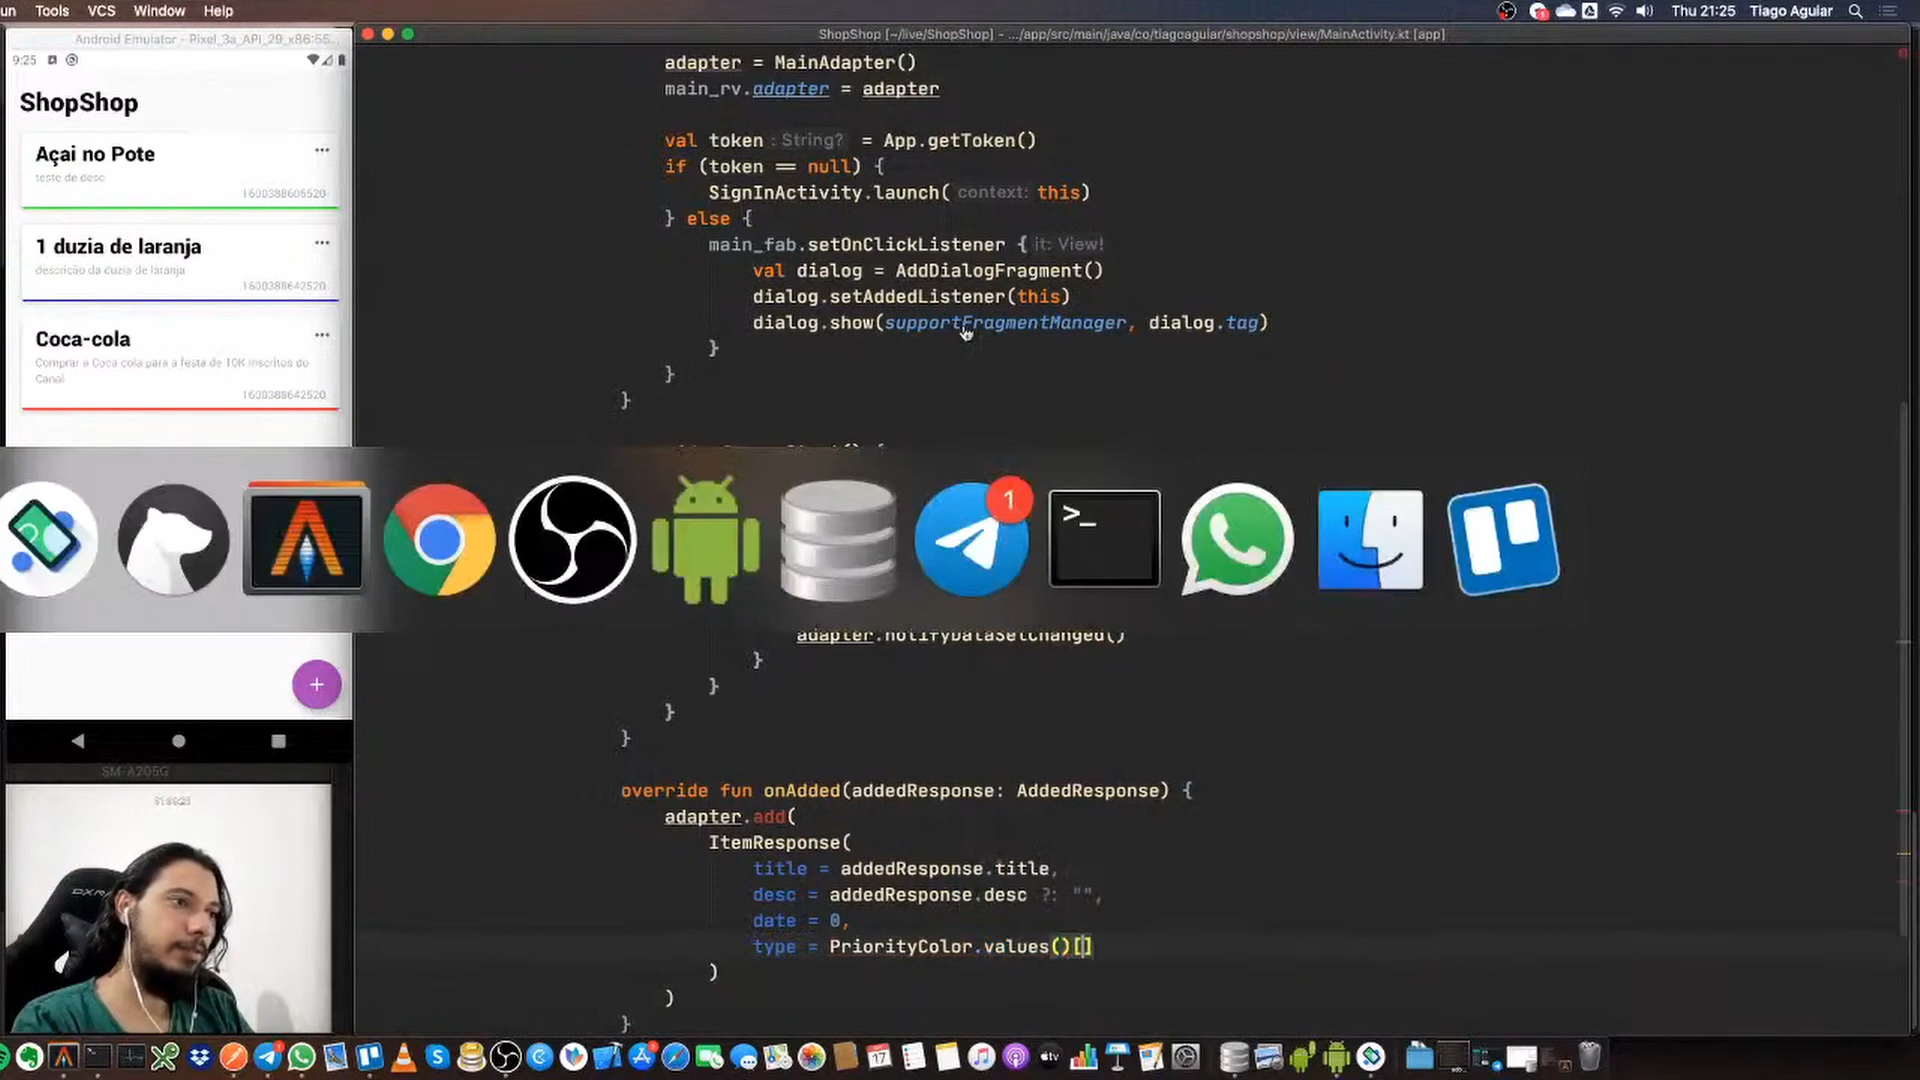 un Tools VCS Window Help
Thu 21:25 Tiago Aguiar
Android Emulator - Pixel_3a_API_29_x86:55...
9:25
ShopShop
Açai no Pote
teste de desc
1600388605520
1 duzia de laranja
descrição da duzia de laranja
1600388642520
Coca-cola
Comprar a Coca cola para a festa de 10K inscritos do
Canal
1600388642520
+
SM-A205G
ShopShop [~/live/ShopShop] - .../app/src/main/java/co/tiagoaguiar/shopshop/view/MainActivity.kt [app]
adapter = MainAdapter()
main_rv.adapter = adapter
val token : String? = App.getToken()
if (token == null) {
SignInActivity.launch( context: this)
} else {
main_fab.setOnClickListener { it: View!
val dialog = AddDialogFragment()
dialog.setAddedListener(this)
dialog.show(supportFragmentManager, dialog.tag)
}
}
}
1
>_
adapter.notifyDataSetChanged()
}
}
}
}
override fun onAdded(addedResponse: AddedResponse) {
adapter.add(
ItemResponse(
title = addedResponse.title,
desc = addedResponse.desc ?: "",
date = 0,
type = PriorityColor.values()[]
)
)
}